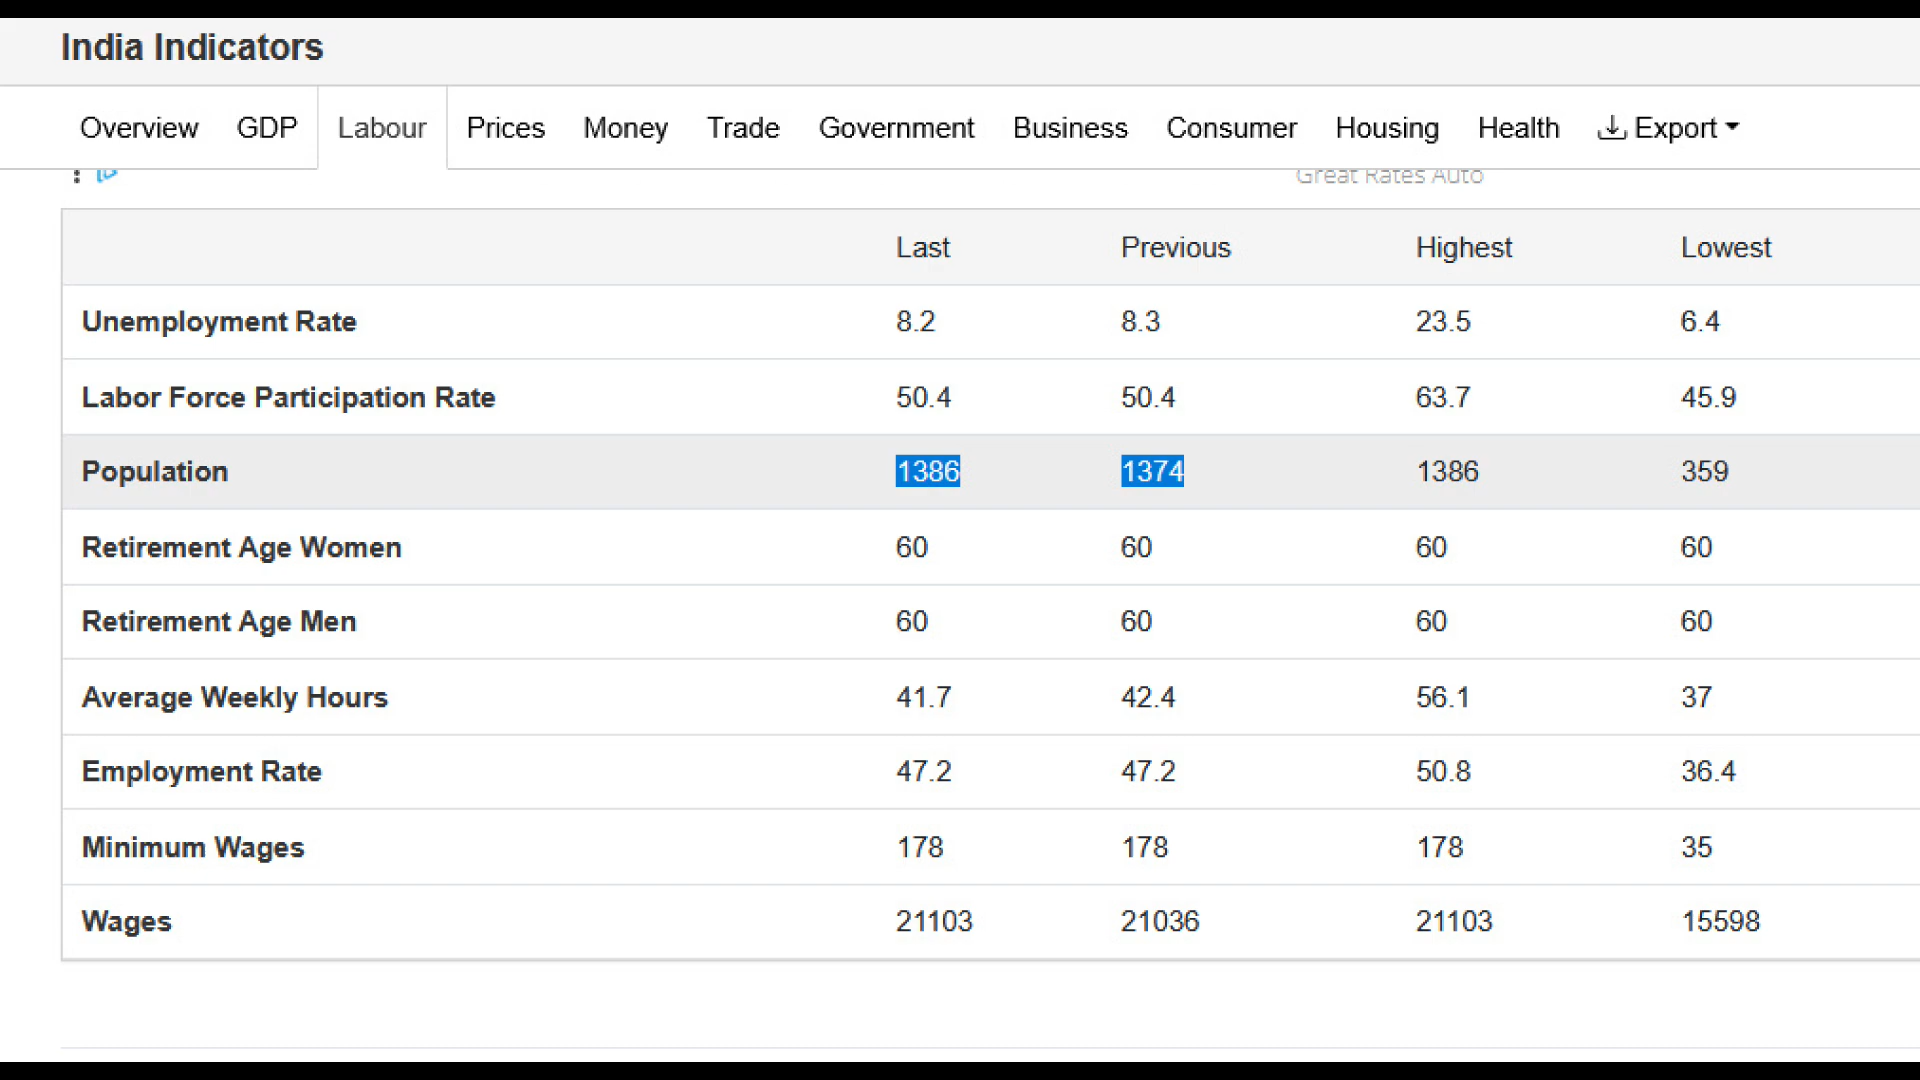 India Indicators
Overview GDP Labour Prices Money Trade Government Business Consumer Housing Health Export
Great Rates Auto
Last Previous Highest Lowest
Unemployment Rate 8.2 8.3 23.5 6.4
Labor Force Participation Rate 50.4 50.4 63.7 45.9
Population 1386 1374 1386 359
Retirement Age Women 60 60 60 60
Retirement Age Men 60 60 60 60
Average Weekly Hours 41.7 42.4 56.1 37
Employment Rate 47.2 47.2 50.8 36.4
Minimum Wages 178 178 178 35
Wages 21103 21036 21103 15598